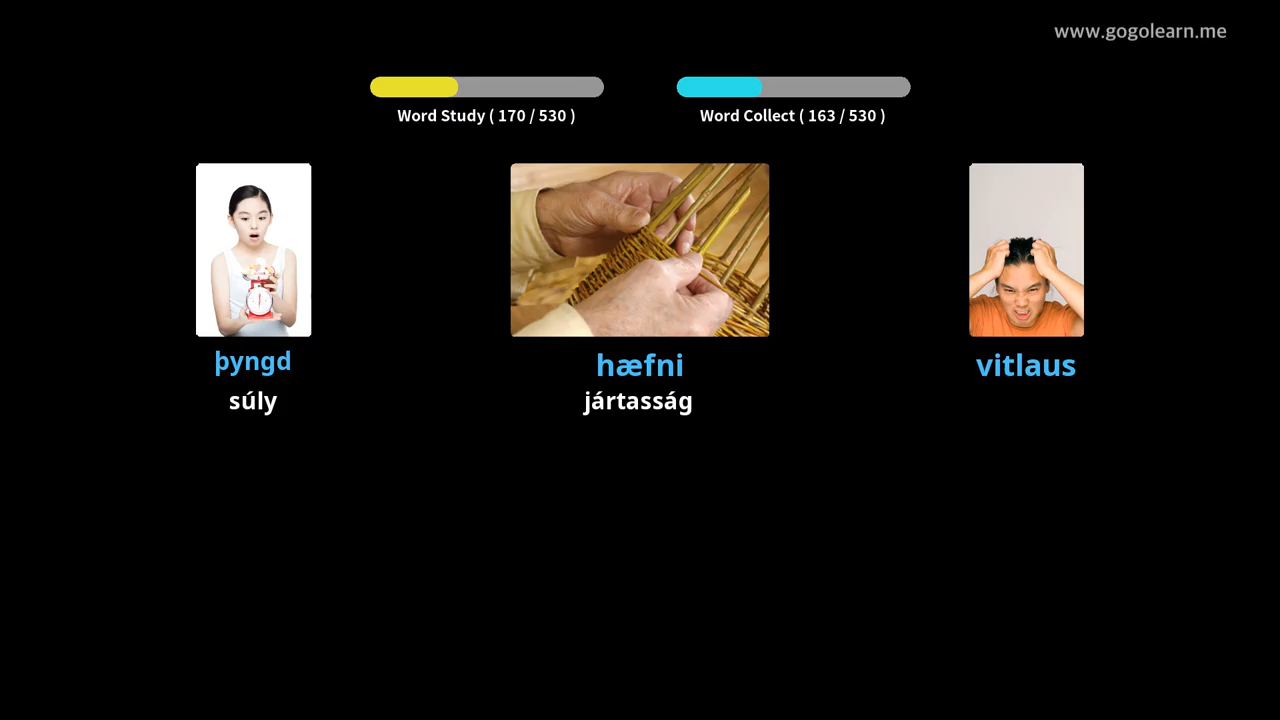 www.gogolearn.me
Word Study ( 170 / 530 )
Word Collect ( 163 / 530 )
þyngd
súly
hæfni
jártasság
vitlaus